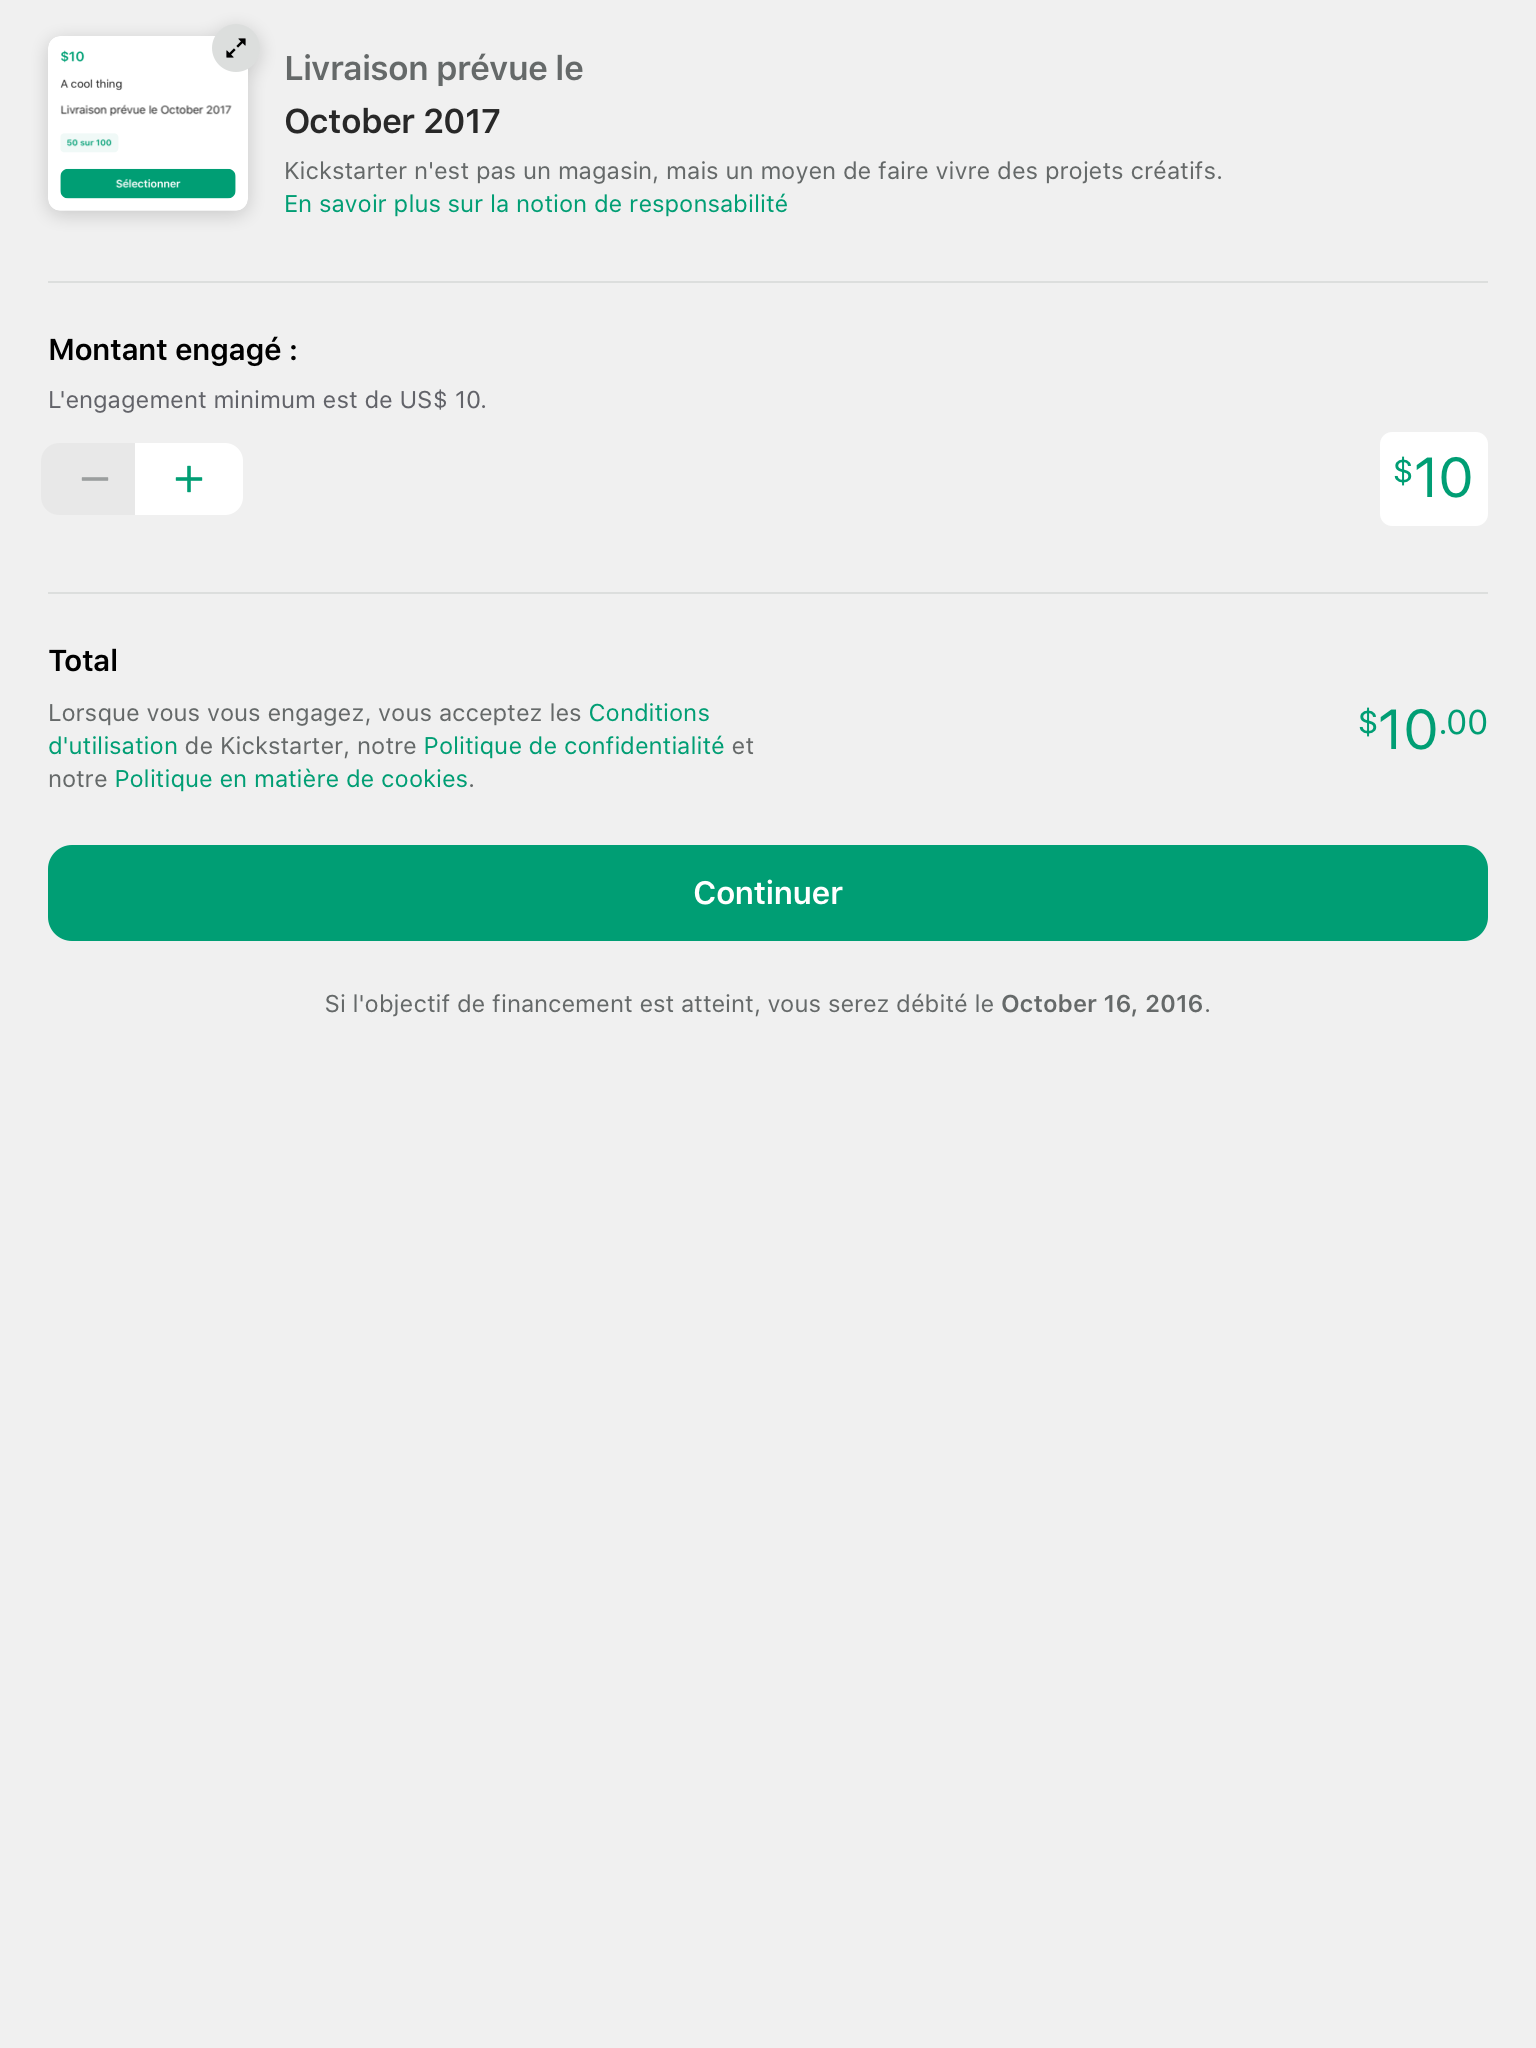 $10
A cool thing
Livraison prévue le October 2017
50 sur 100
Sélectionner
Livraison prévue le
October 2017
Kickstarter n'est pas un magasin, mais un moyen de faire vivre des projets créatifs.
En savoir plus sur la notion de responsabilité
Montant engagé :
L'engagement minimum est de US$ 10.
$10
Total
Lorsque vous vous engagez, vous acceptez les Conditions
d'utilisation de Kickstarter, notre Politique de confidentialité et
notre Politique en matière de cookies.
$10.00
Continuer
Si l'objectif de financement est atteint, vous serez débité le October 16, 2016.